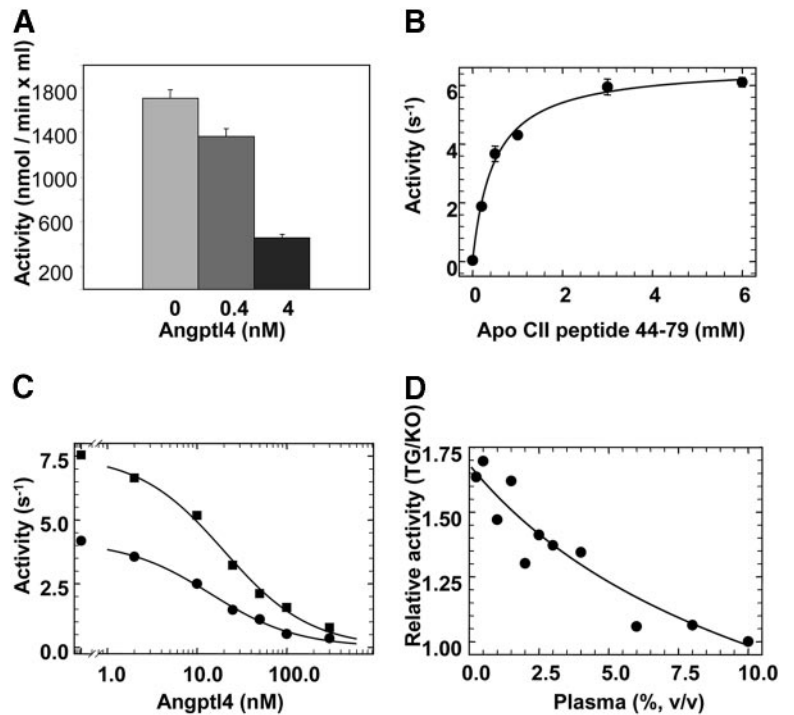 A
Activity (nmol / min x ml)
1800
1400
1000
600
200
0 0.4 4
Angptl4 (nM)
B
Activity (s-1)
6
4
2
0
0 2 4 6
Apo CII peptide 44-79 (mM)
C
Activity (s-1)
7.5
5.0
2.5
0.0
1.0 10.0 100.0
Angptl4 (nM)
D
Relative activity (TG/KO)
1.75
1.50
1.25
1.00
0.0 2.5 5.0 7.5 10.0
Plasma (%, v/v)